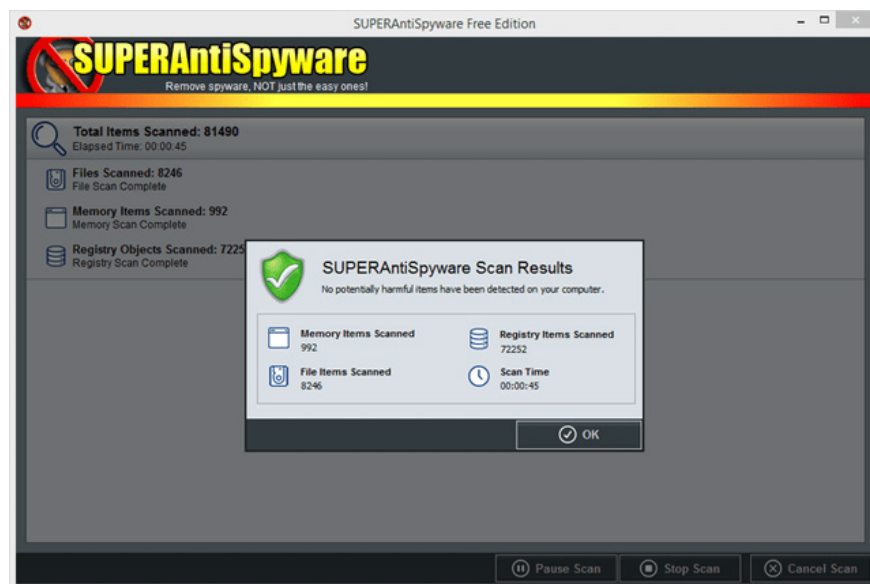 SUPERAntiSpyware Free Edition
SUPERAntiSpyware
Remove spyware, NOT just the easy ones!
Total Items Scanned: 81490
Elapsed Time: 00:00:45
Files Scanned: 8246
File Scan Complete
Memory Items Scanned: 992
Memory Scan Complete
Registry Objects Scanned: 7225
Registry Scan Complete
SUPERAntiSpyware Scan Results
No potentially harmful items have been detected on your computer.
Memory Items Scanned
992
Registry Items Scanned
72252
File Items Scanned
8246
Scan Time
00:00:45
OK
Pause Scan
Stop Scan
Cancel Scan